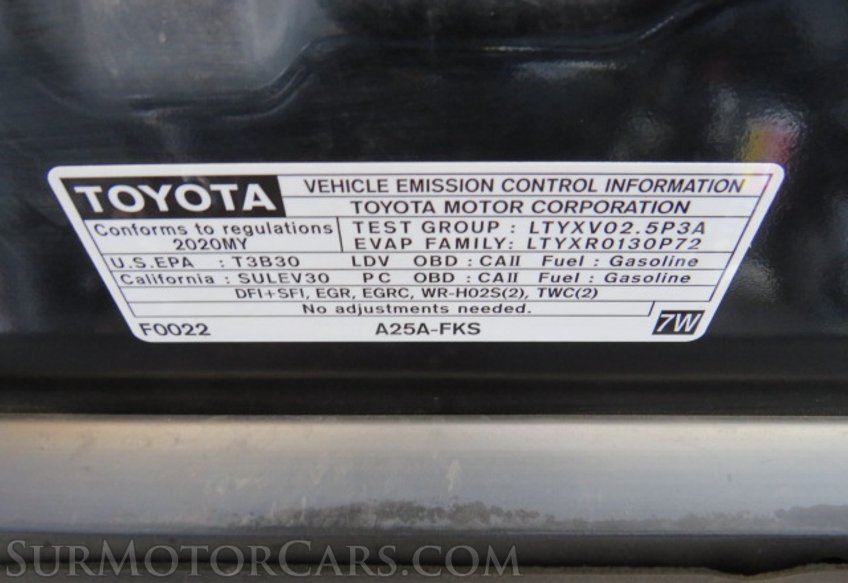 TOYOTA
VEHICLE EMISSION CONTROL INFORMATION
TOYOTA MOTOR CORPORATION
Conforms to regulations
2020MY
TEST GROUP : LTYXV02.5P3A
EVAP FAMILY: LTYXR0130P72
U.S.EPA : T3B30 LDV OBD : CAII Fuel : Gasoline
California : SULEV30 PC OBD : CAII Fuel : Gasoline
DFI+SFI, EGR, EGRC, WR-HO2S(2), TWC(2)
No adjustments needed.
F0022 A25A-FKS 7W
SurMotorCars.com